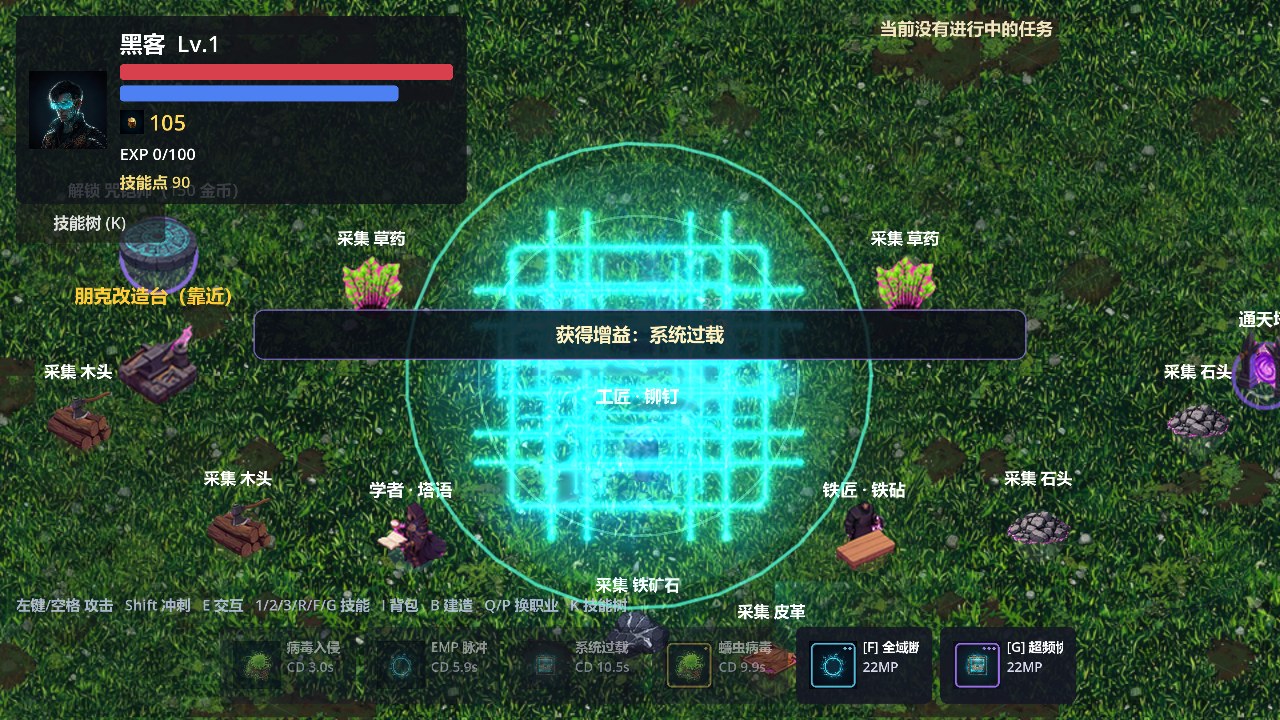 黑客 Lv.1
105
EXP 0/100
技能点 90
技能树 (K)
当前没有进行中的任务
采集 草药
采集 草药
朋克改造台（靠近）
获得增益：系统过载
采集 木头
采集 石头
工匠 · 铆钉
采集 木头
学者 · 塔语
铁匠 · 铁砧
采集 石头
采集 铁矿石
采集 皮革
左键/空格 攻击 Shift 冲刺 E 交互 1/2/3/R/F/G 技能 I 背包 B 建造 Q/P 换职业 K 技能树
病毒入侵
CD 3.0s
EMP 脉冲
CD 5.9s
系统过载
CD 10.5s
蠕虫病毒
CD 9.9s
[F] 全域
22MP
[G] 超频
22MP